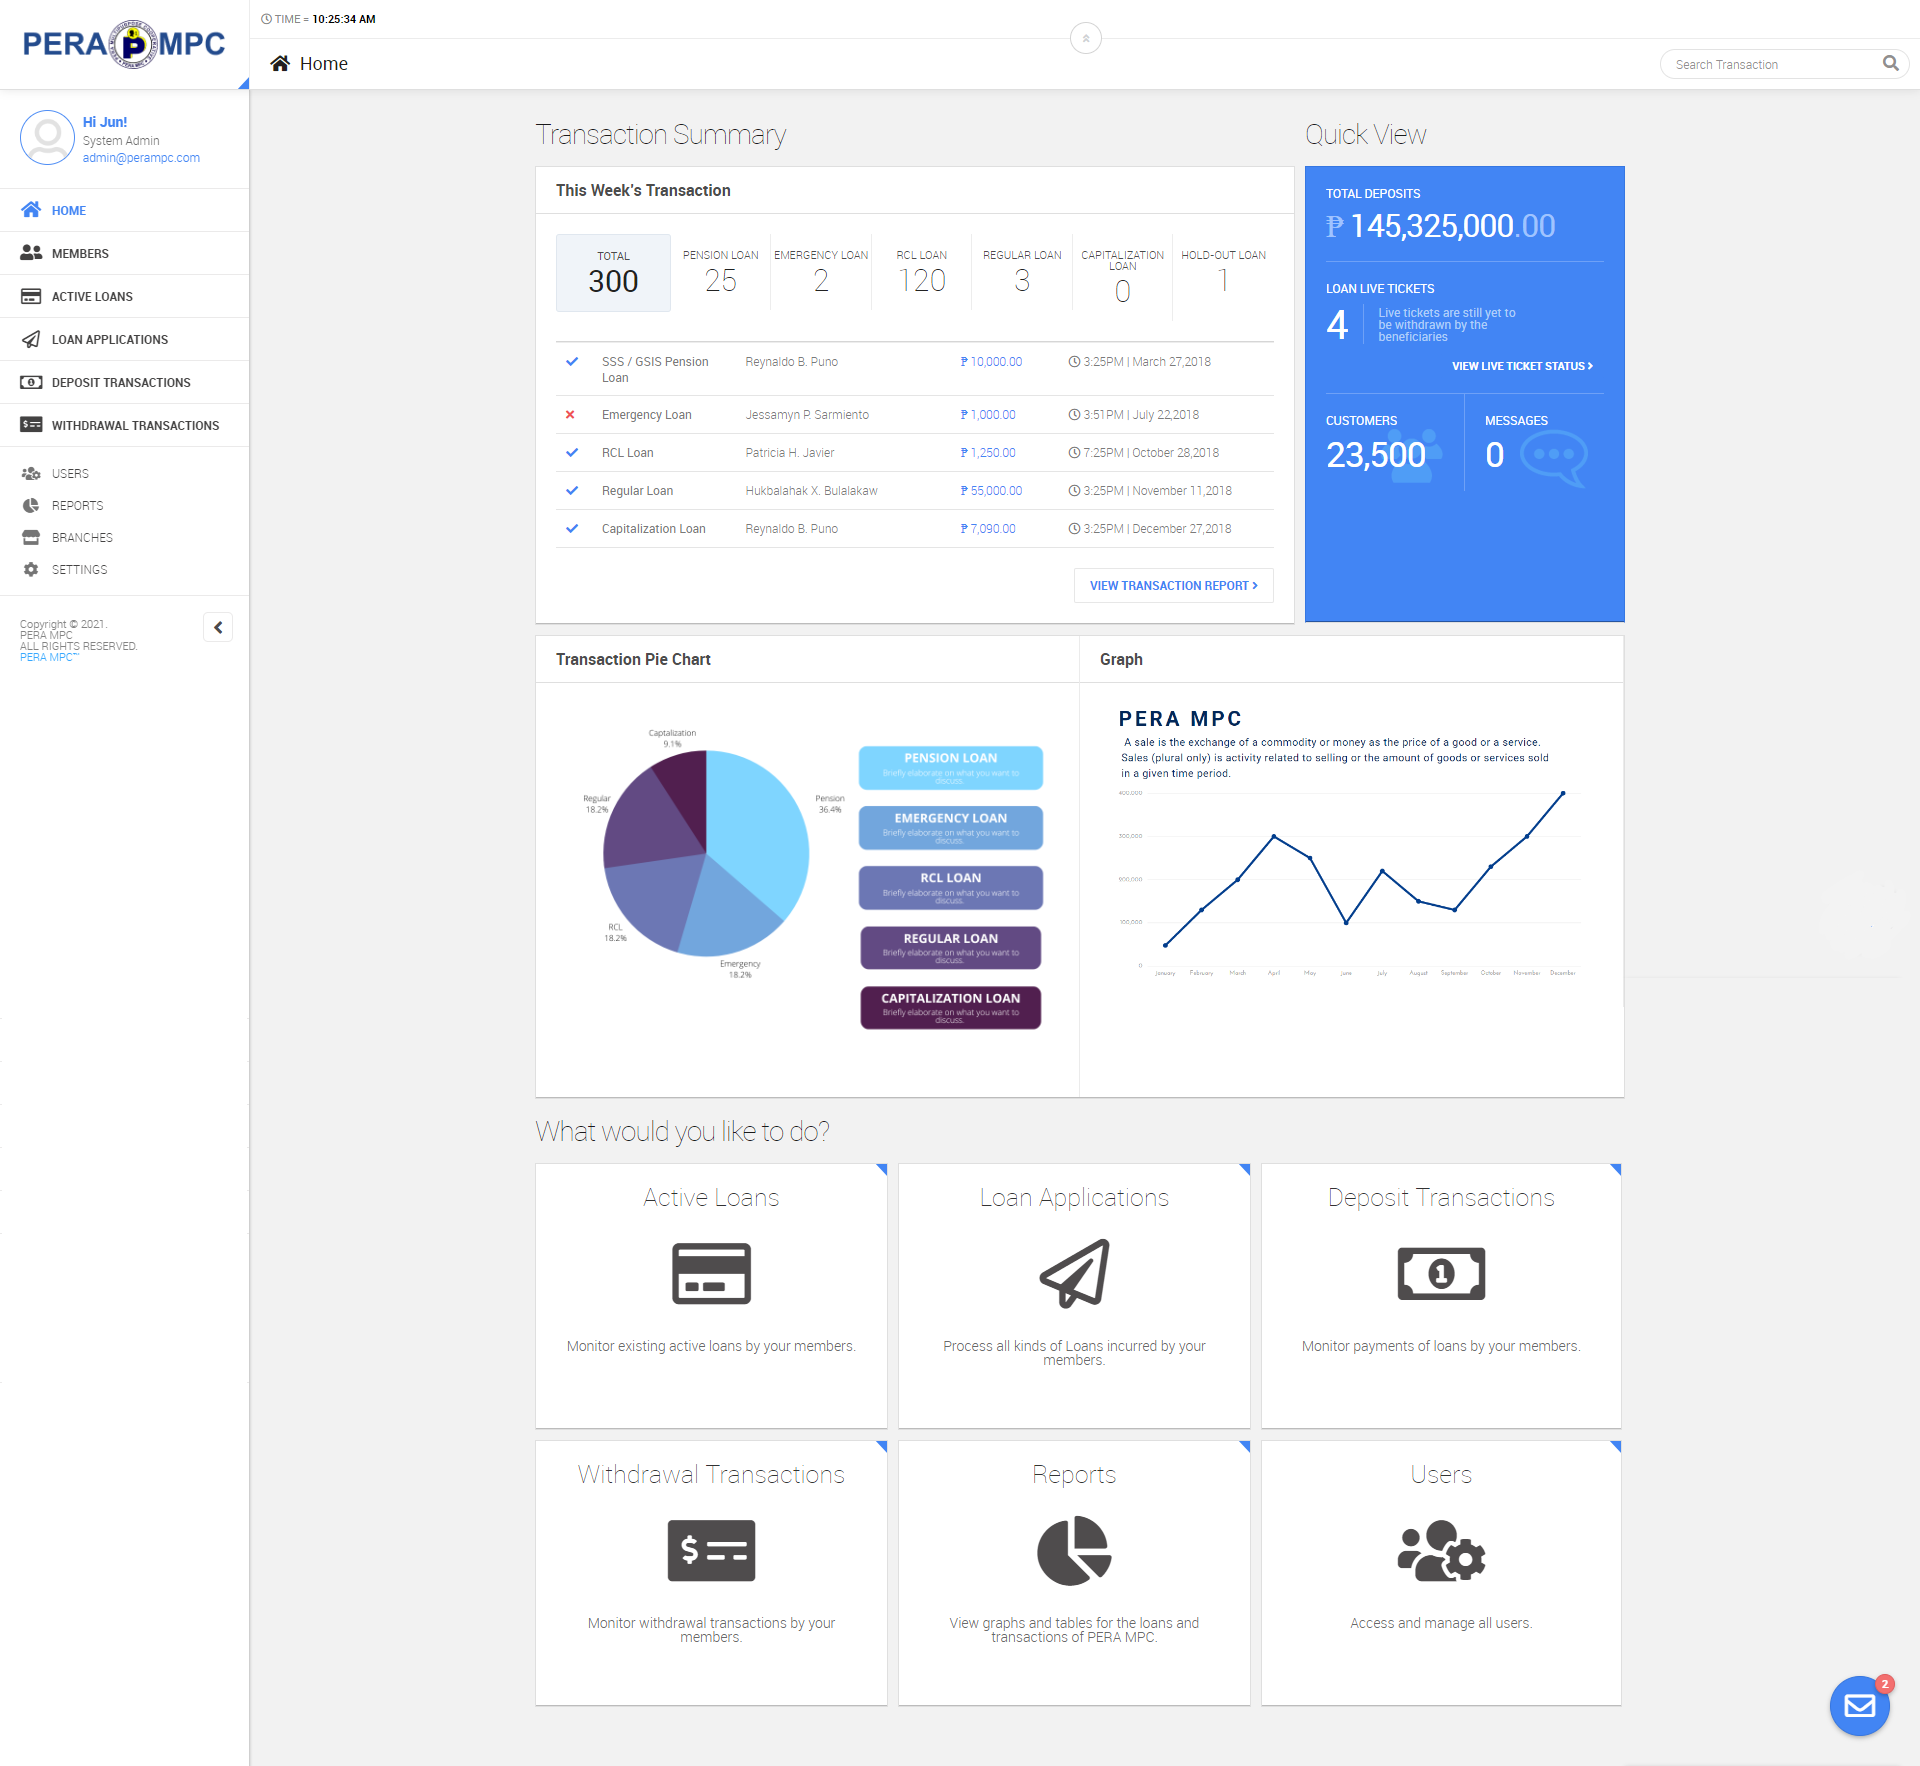 PERA MPC
TIME = 10:25:34 AM
Home
Search Transaction
Hi Jun!
System Admin
admin@perampc.com
HOME
MEMBERS
ACTIVE LOANS
LOAN APPLICATIONS
DEPOSIT TRANSACTIONS
WITHDRAWAL TRANSACTIONS
USERS
REPORTS
BRANCHES
SETTINGS
Copyright © 2021.
PERA MPC
ALL RIGHTS RESERVED.
PERA MPC™
Transaction Summary
This Week's Transaction
TOTAL
300
PENSION LOAN
25
EMERGENCY LOAN
2
RCL LOAN
120
REGULAR LOAN
3
CAPITALIZATION
LOAN
0
HOLD-OUT LOAN
1
SSS / GSIS Pension Reynaldo B. Puno ₱ 10,000.00 3:25PM | March 27,2018
Loan
Emergency Loan Jessamyn P. Sarmiento ₱ 1,000.00 3:51PM | July 22,2018
RCL Loan Patricia H. Javier ₱ 1,250.00 7:25PM | October 28,2018
Regular Loan Hukbalahak X. Bulalakaw ₱ 55,000.00 3:25PM | November 11,2018
Capitalization Loan Reynaldo B. Puno ₱ 7,090.00 3:25PM | December 27,2018
VIEW TRANSACTION REPORT
Quick View
TOTAL DEPOSITS
₱ 145,325,000.00
LOAN LIVE TICKETS
4
Live tickets are still yet to
be withdrawn by the
beneficiaries
VIEW LIVE TICKET STATUS
CUSTOMERS
23,500
MESSAGES
0
Transaction Pie Chart
Captalization
9.1%
Regular
18.2%
Pension
36.4%
RCL
18.2%
Emergency
18.2%
PENSION LOAN
Briefly elaborate on what you want to
discuss.
EMERGENCY LOAN
Briefly elaborate on what you want to
discuss.
RCL LOAN
Briefly elaborate on what you want to
discuss.
REGULAR LOAN
Briefly elaborate on what you want to
discuss.
CAPITALIZATION LOAN
Briefly elaborate on what you want to
discuss.
Graph
PERA MPC
A sale is the exchange of a commodity or money as the price of a good or a service.
Sales (plural only) is activity related to selling or the amount of goods or services sold
in a given time period.
400,000
300,000
200,000
100,000
0
January February March April May June July August September October November December
What would you like to do?
Active Loans
Monitor existing active loans by your members.
Loan Applications
Process all kinds of Loans incurred by your
members.
Deposit Transactions
1
Monitor payments of loans by your members.
Withdrawal Transactions
$
Monitor withdrawal transactions by your
members.
Reports
View graphs and tables for the loans and
transactions of PERA MPC.
Users
Access and manage all users.
2